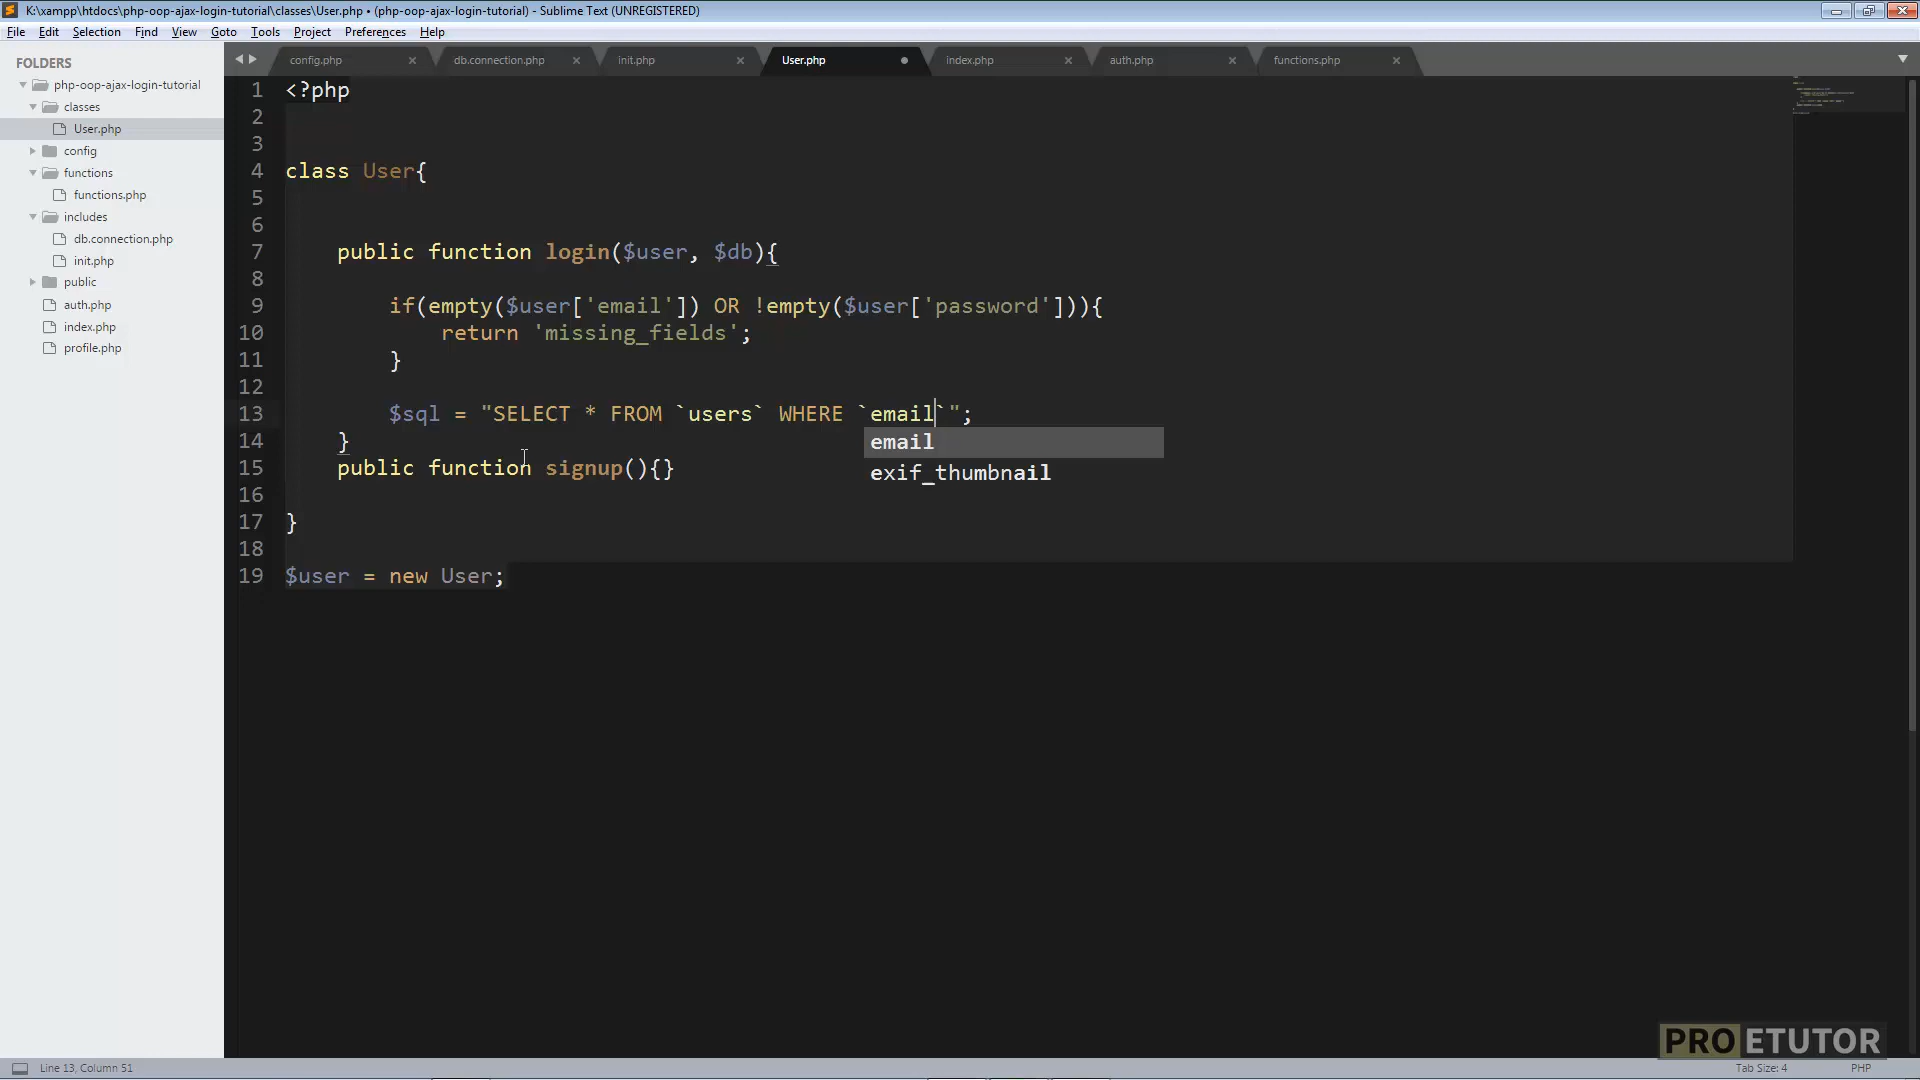 K:\xampp\htdocs\php-oop-ajax-login-tutorial\classes\User.php • (php-oop-ajax-login-tutorial) - Sublime Text (UNREGISTERED)
File Edit Selection Find View Goto Tools Project Preferences Help
FOLDERS
php-oop-ajax-login-tutorial
classes
User.php
config
functions
functions.php
includes
db.connection.php
init.php
public
auth.php
index.php
profile.php
config.php db.connection.php init.php User.php index.php auth.php functions.php
1 <?php
2
3
4 class User{
5
6
7     public function login($user, $db){
8
9         if(empty($user['email']) OR !empty($user['password'])){
10             return 'missing_fields';
11         }
12
13         $sql = "SELECT * FROM `users` WHERE `email`";
email
14     }
15     public function signup(){}
exif_thumbnail
16
17 }
18
19 $user = new User;
PROETUTOR
Line 13, Column 51 Tab Size: 4 PHP